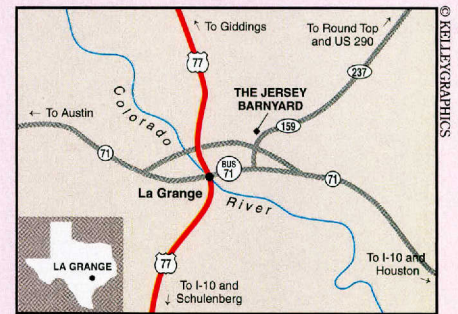 © KELLEYGRAPHICS
↗ To Giddings
To Round Top ↗
and US 290
77
237
THE JERSEY
BARNYARD
← To Austin
Colorado
159
71
BUS
71
71
La Grange
River
LA GRANGE
77
To I-10 and
Houston →
To I-10 and
↓ Schulenberg